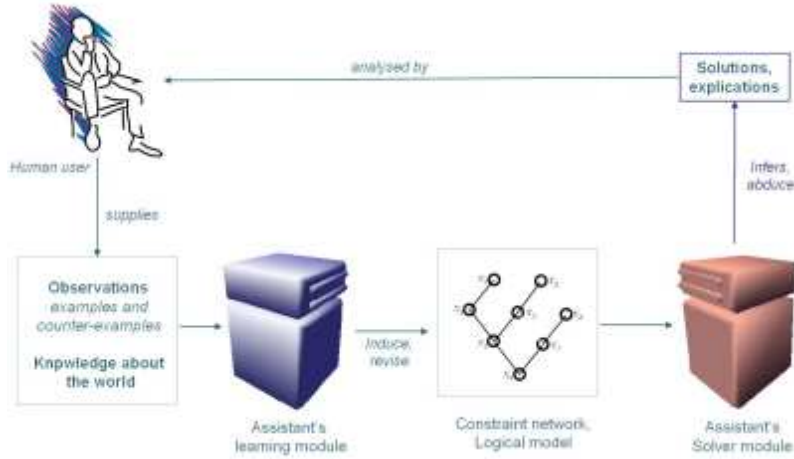 analysed by
Solutions,
explications
Human user
Infers,
abduce
supplies
Observations
examples and
counter-examples
Knpwledge about
the world
Induce,
revise
Assistant's
learning module
Constraint network,
Logical model
Assistant's
Solver module